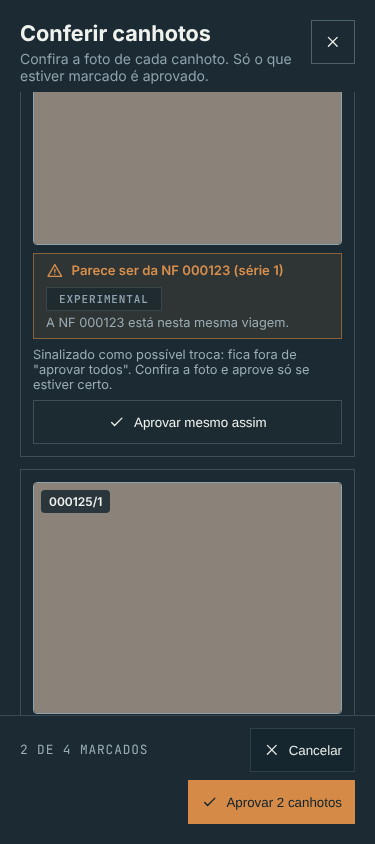 Conferir canhotos
Confira a foto de cada canhoto. Só o que
estiver marcado é aprovado.
Parece ser da NF 000123 (série 1)
EXPERIMENTAL
A NF 000123 está nesta mesma viagem.
Sinalizado como possível troca: fica fora de
"aprovar todos". Confira a foto e aprove só se
estiver certo.
Aprovar mesmo assim
000125/1
2 DE 4 MARCADOS
Cancelar
Aprovar 2 canhotos